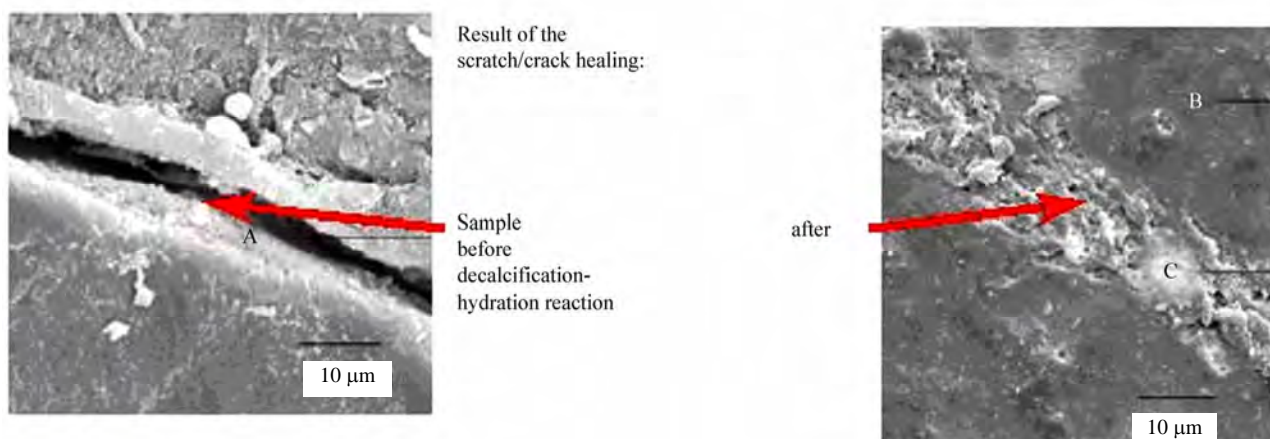 Result of the
scratch/crack healing:
A
Sample
before
decalcification-
hydration reaction
10 μm
after
B
C
10 μm